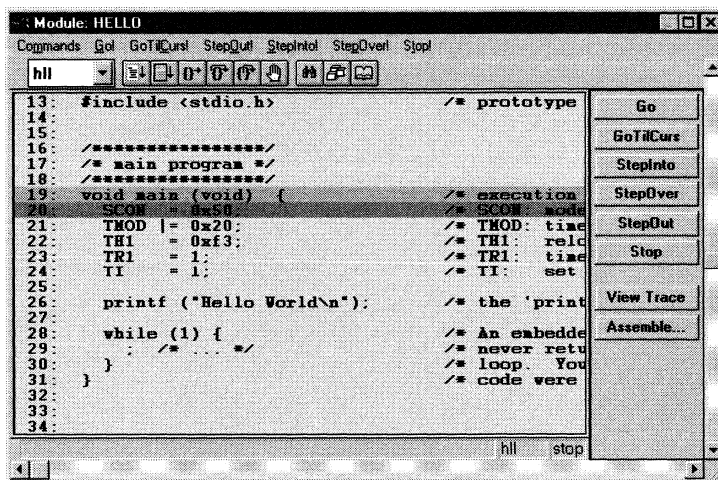 Module: HELLO
Commands Go! GoTilCurs! StepOut! StepInto! StepOver! Stop!
hll
13: #include <stdio.h> /* prototype
14:
15:
16: /****************/
17: /* main program */
18: /****************/
19: void main (void) { /* execution
20: SCON = 0x50; /* SCON: mode
21: TMOD |= 0x20; /* TMOD: time
22: TH1 = 0xf3; /* TH1: relo
23: TR1 = 1; /* TR1: time
24: TI = 1; /* TI: set
25:
26: printf ("Hello World\n"); /* the 'print
27:
28: while (1) { /* An embedde
29: ; /* ... */ /* never retu
30: } /* loop. You
31: } /* code were
32:
33:
34:
Go
GoTilCurs
StepInto
StepOver
StepOut
Stop
View Trace
Assemble...
hll stop